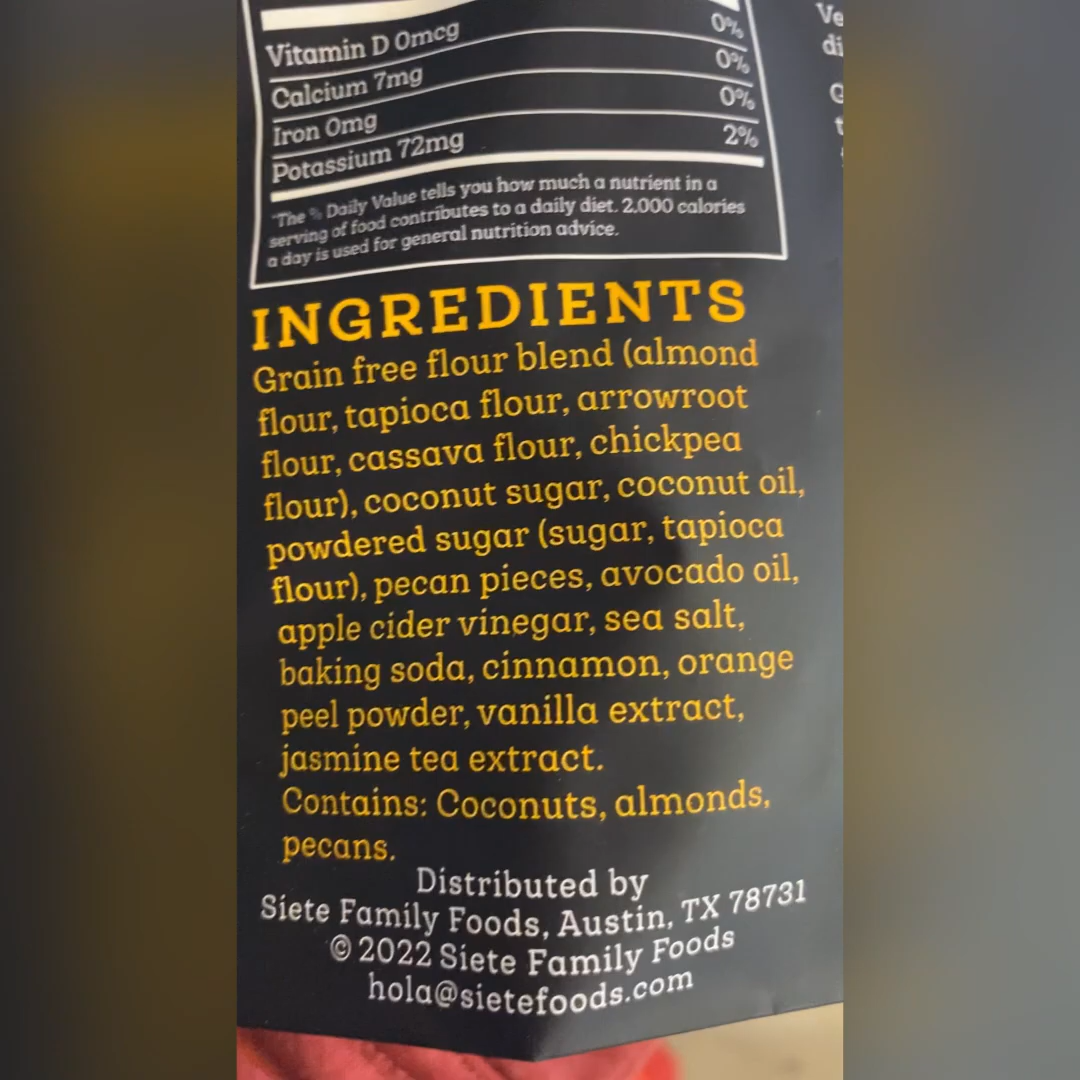 Vitamin D 0mcg 0%
Calcium 7mg 0%
Iron 0mg 0%
Potassium 72mg 2%
*The % Daily Value tells you how much a nutrient in a
serving of food contributes to a daily diet. 2,000 calories
a day is used for general nutrition advice.
INGREDIENTS
Grain free flour blend (almond
flour, tapioca flour, arrowroot
flour, cassava flour, chickpea
flour), coconut sugar, coconut oil,
powdered sugar (sugar, tapioca
flour), pecan pieces, avocado oil,
apple cider vinegar, sea salt,
baking soda, cinnamon, orange
peel powder, vanilla extract,
jasmine tea extract.
Contains: Coconuts, almonds,
pecans.
Distributed by
Siete Family Foods, Austin, TX 78731
© 2022 Siete Family Foods
hola@sietefoods.com